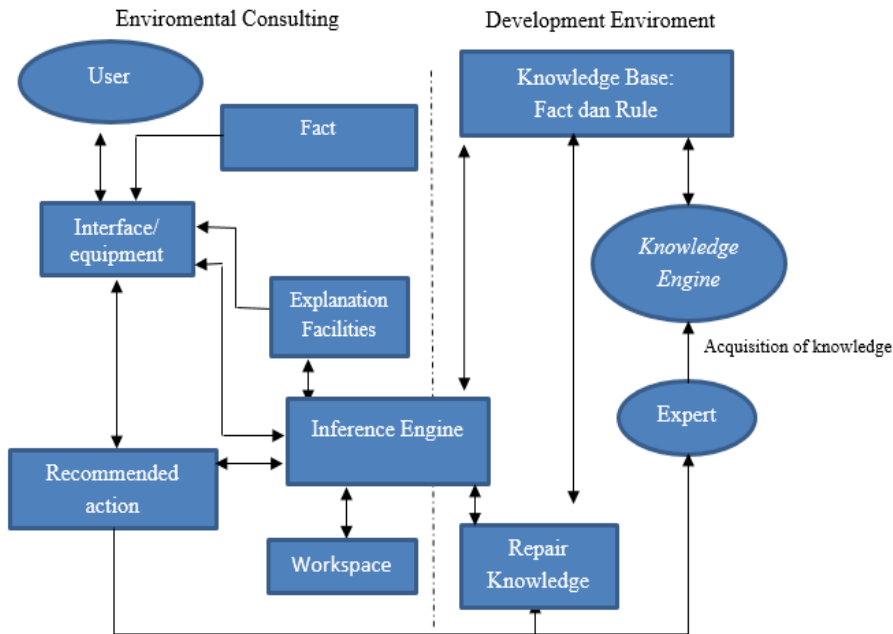 Enviromental Consulting
Development Enviroment
User
Knowledge Base:
Fact dan Rule
Fact
Interface/
equipment
Knowledge
Engine
Explanation
Facilities
Acquisition of knowledge
Expert
Inference Engine
Recommended
action
Workspace
Repair
Knowledge